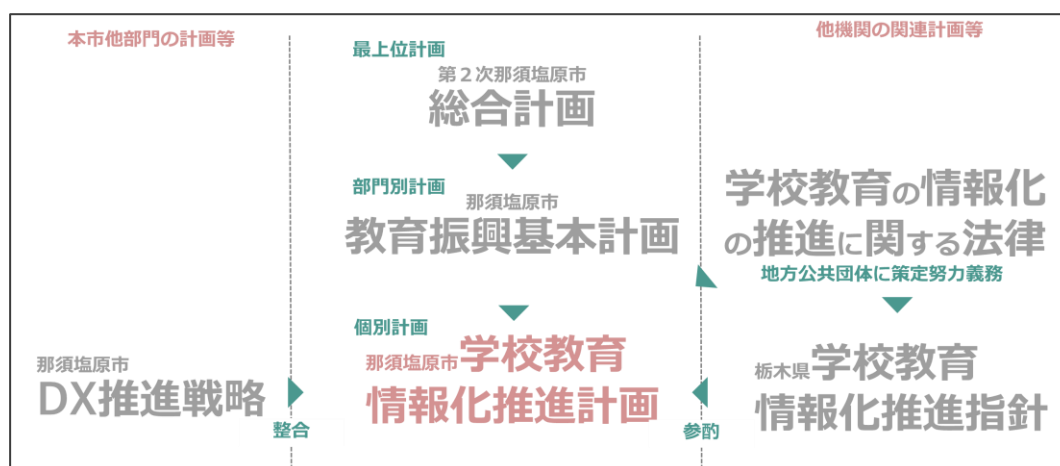 本市他部門の計画等
那須塩原市
DX推進戦略
整合
最上位計画
第2次那須塩原市
総合計画
部門別計画
那須塩原市
教育振興基本計画
個別計画
那須塩原市学校教育
情報化推進計画
他機関の関連計画等
学校教育の情報化
の推進に関する法律
地方公共団体に策定努力義務
栃木県学校教育
情報化推進指針
参酌